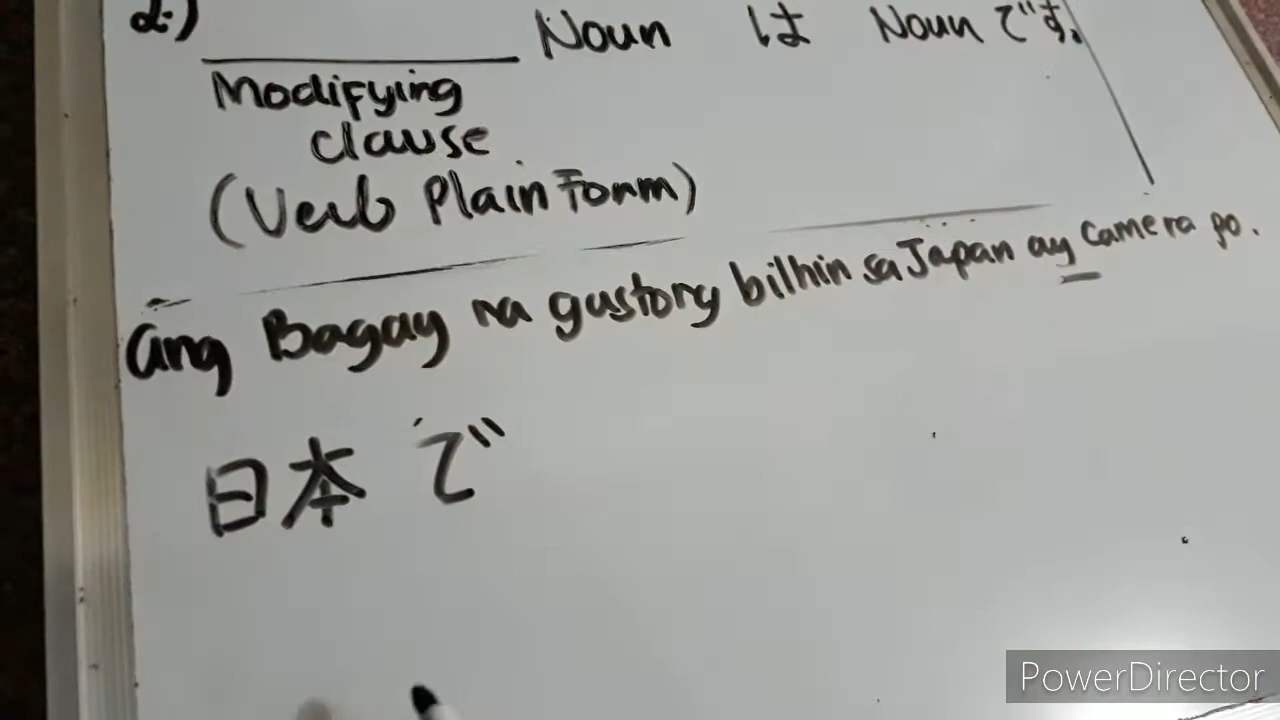 2.) Noun は Noun です。
Modifying
clause
(Verb Plain Form)
ang Bagay na gustong bilhin sa Japan ay camera po.
日本 で
PowerDirector